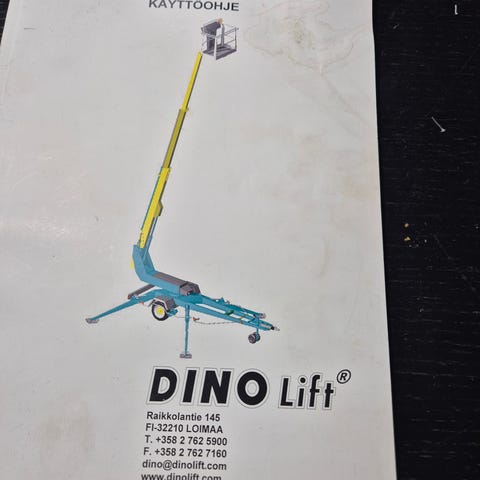 KÄYTTÖOHJE
DINO Lift®
Raikkolantie 145
FI-32210 LOIMAA
T. +358 2 762 5900
F. +358 2 762 7160
dino@dinolift.com
www.dinolift.com